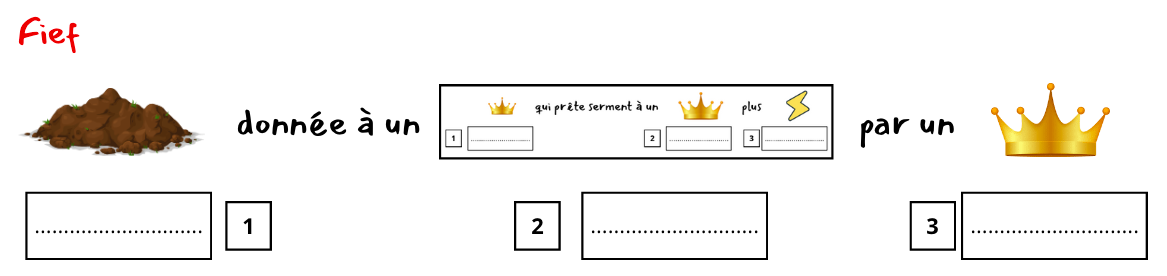 Fief
donnée à un
qui prête serment à un plus
1 .............................. 2 .............................. 3 ..............................
par un
.............................. 1 2 .............................. 3 ..............................